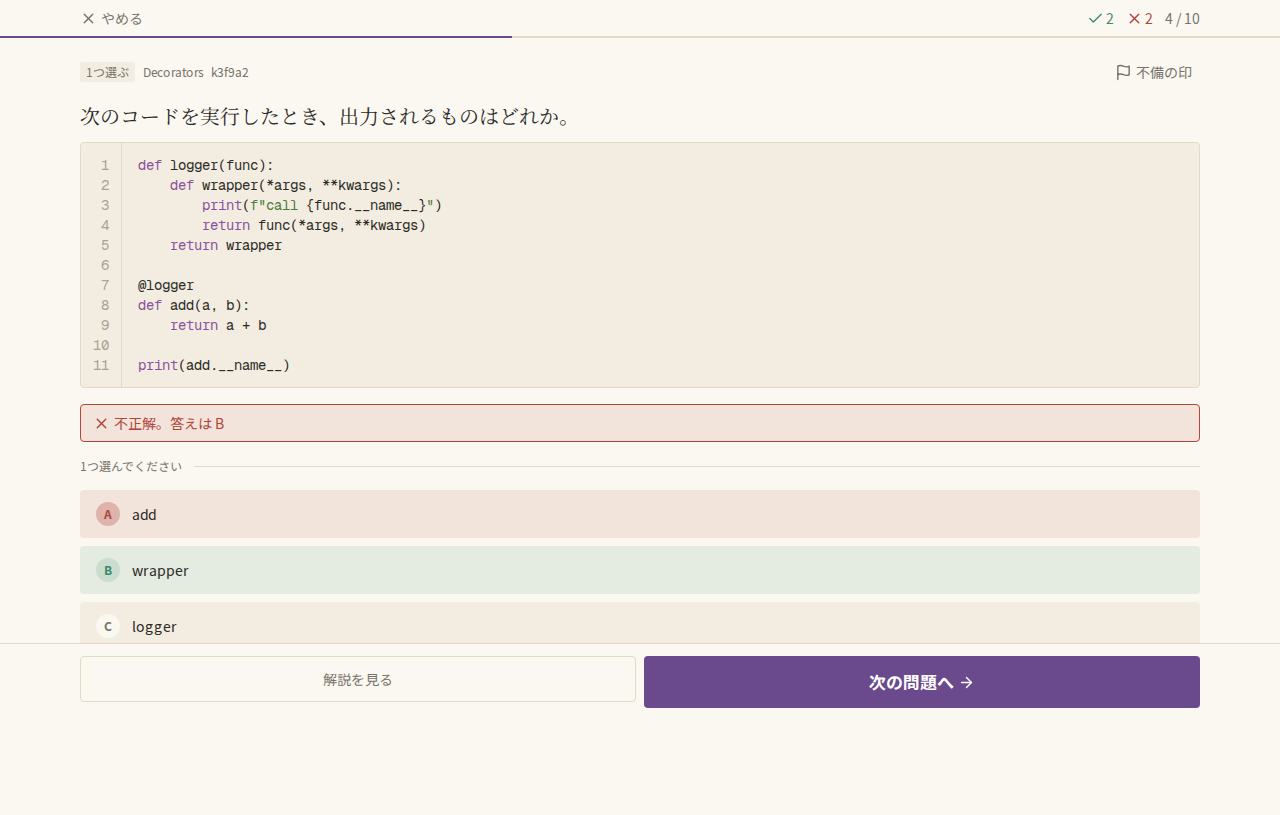 やめる
2 2 4 / 10
1つ選ぶ Decorators k3f9a2 不備の印
次のコードを実行したとき、出力されるものはどれか。
1 def logger(func):
2     def wrapper(*args, **kwargs):
3         print(f"call {func.__name__}")
4         return func(*args, **kwargs)
5     return wrapper
6
7 @logger
8 def add(a, b):
9     return a + b
10
11 print(add.__name__)
不正解。答えは B
1つ選んでください
A add
B wrapper
C logger
解説を見る 次の問題へ →